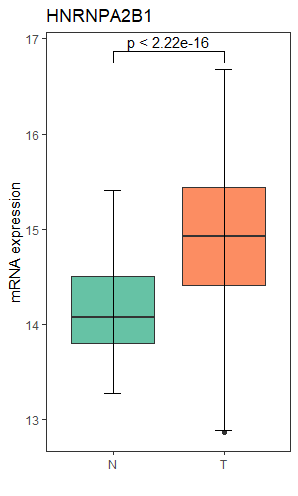 HNRNPA2B1
p < 2.22e-16
mRNA expression
17
16
15
14
13
N T